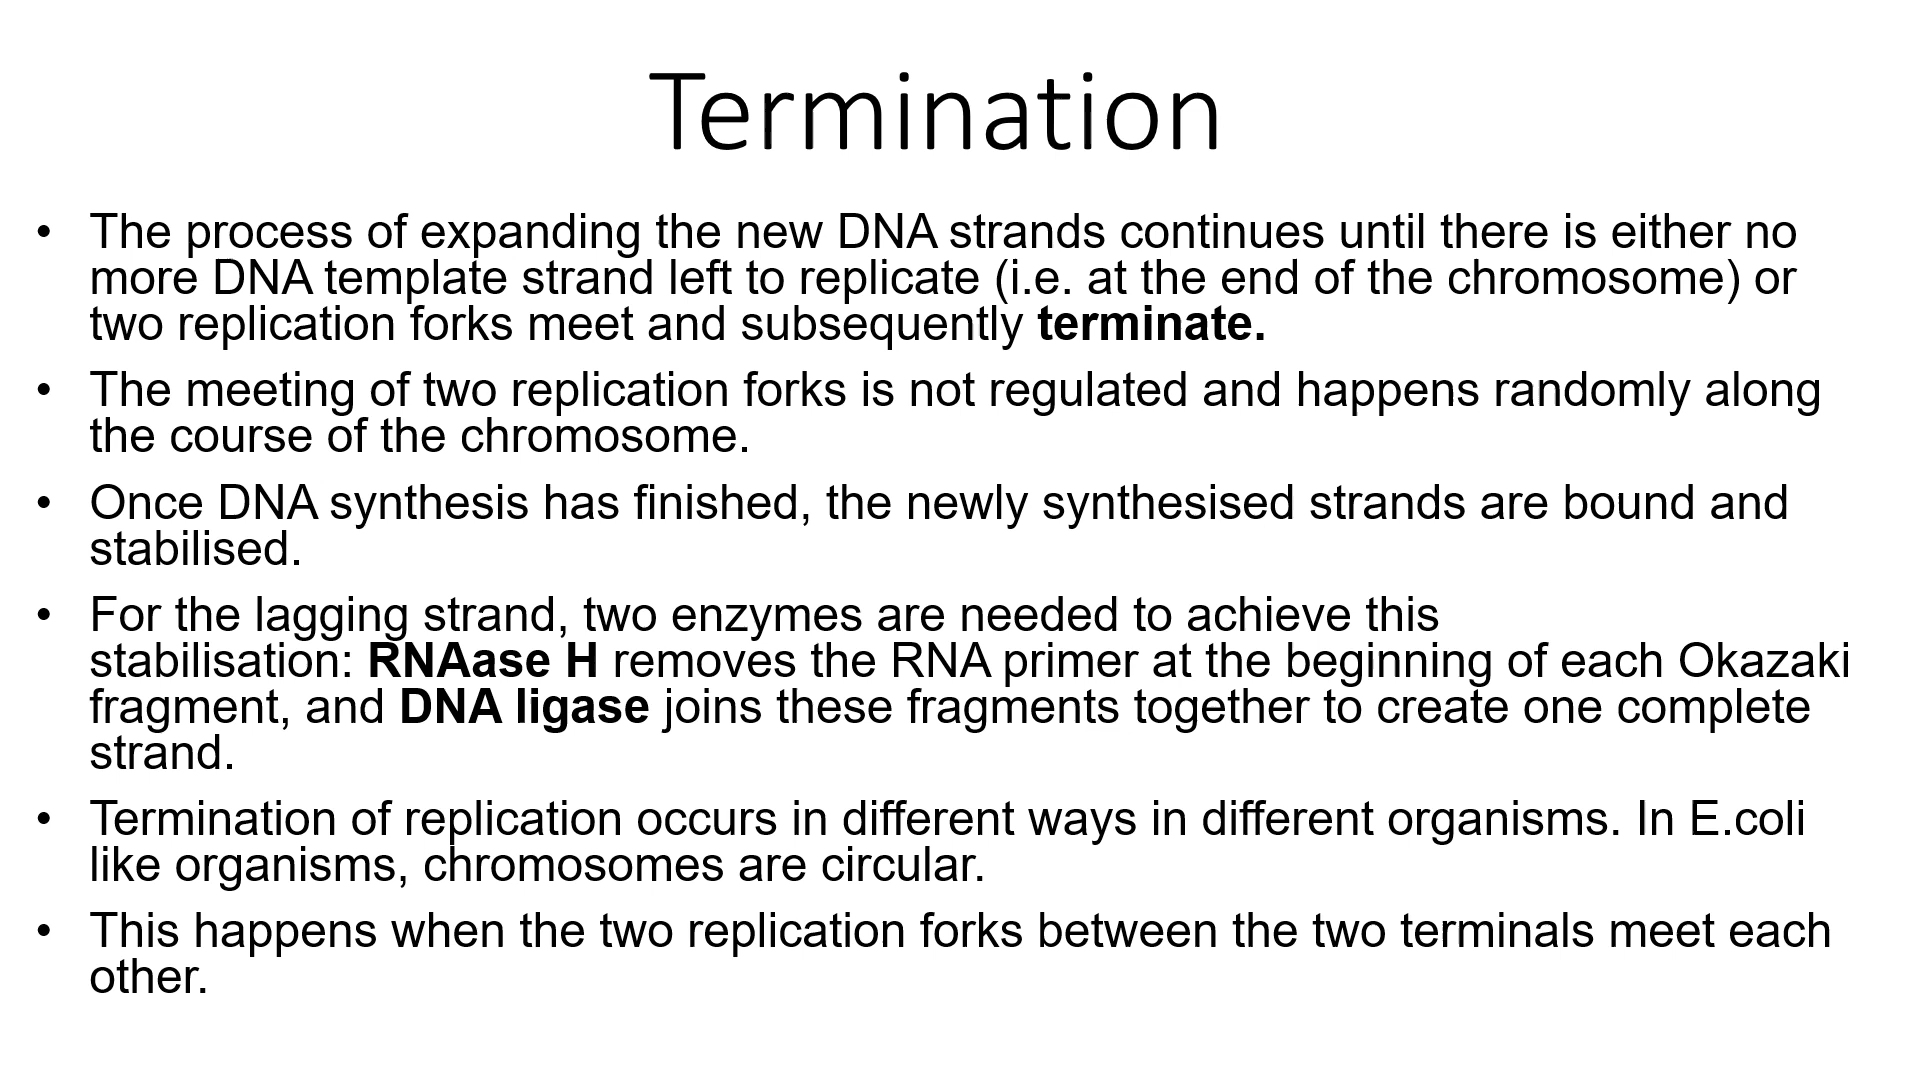 Termination
• The process of expanding the new DNA strands continues until there is either no
more DNA template strand left to replicate (i.e. at the end of the chromosome) or
two replication forks meet and subsequently terminate.
• The meeting of two replication forks is not regulated and happens randomly along
the course of the chromosome.
• Once DNA synthesis has finished, the newly synthesised strands are bound and
stabilised.
• For the lagging strand, two enzymes are needed to achieve this
stabilisation: RNAase H removes the RNA primer at the beginning of each Okazaki
fragment, and DNA ligase joins these fragments together to create one complete
strand.
• Termination of replication occurs in different ways in different organisms. In E.coli
like organisms, chromosomes are circular.
• This happens when the two replication forks between the two terminals meet each
other.